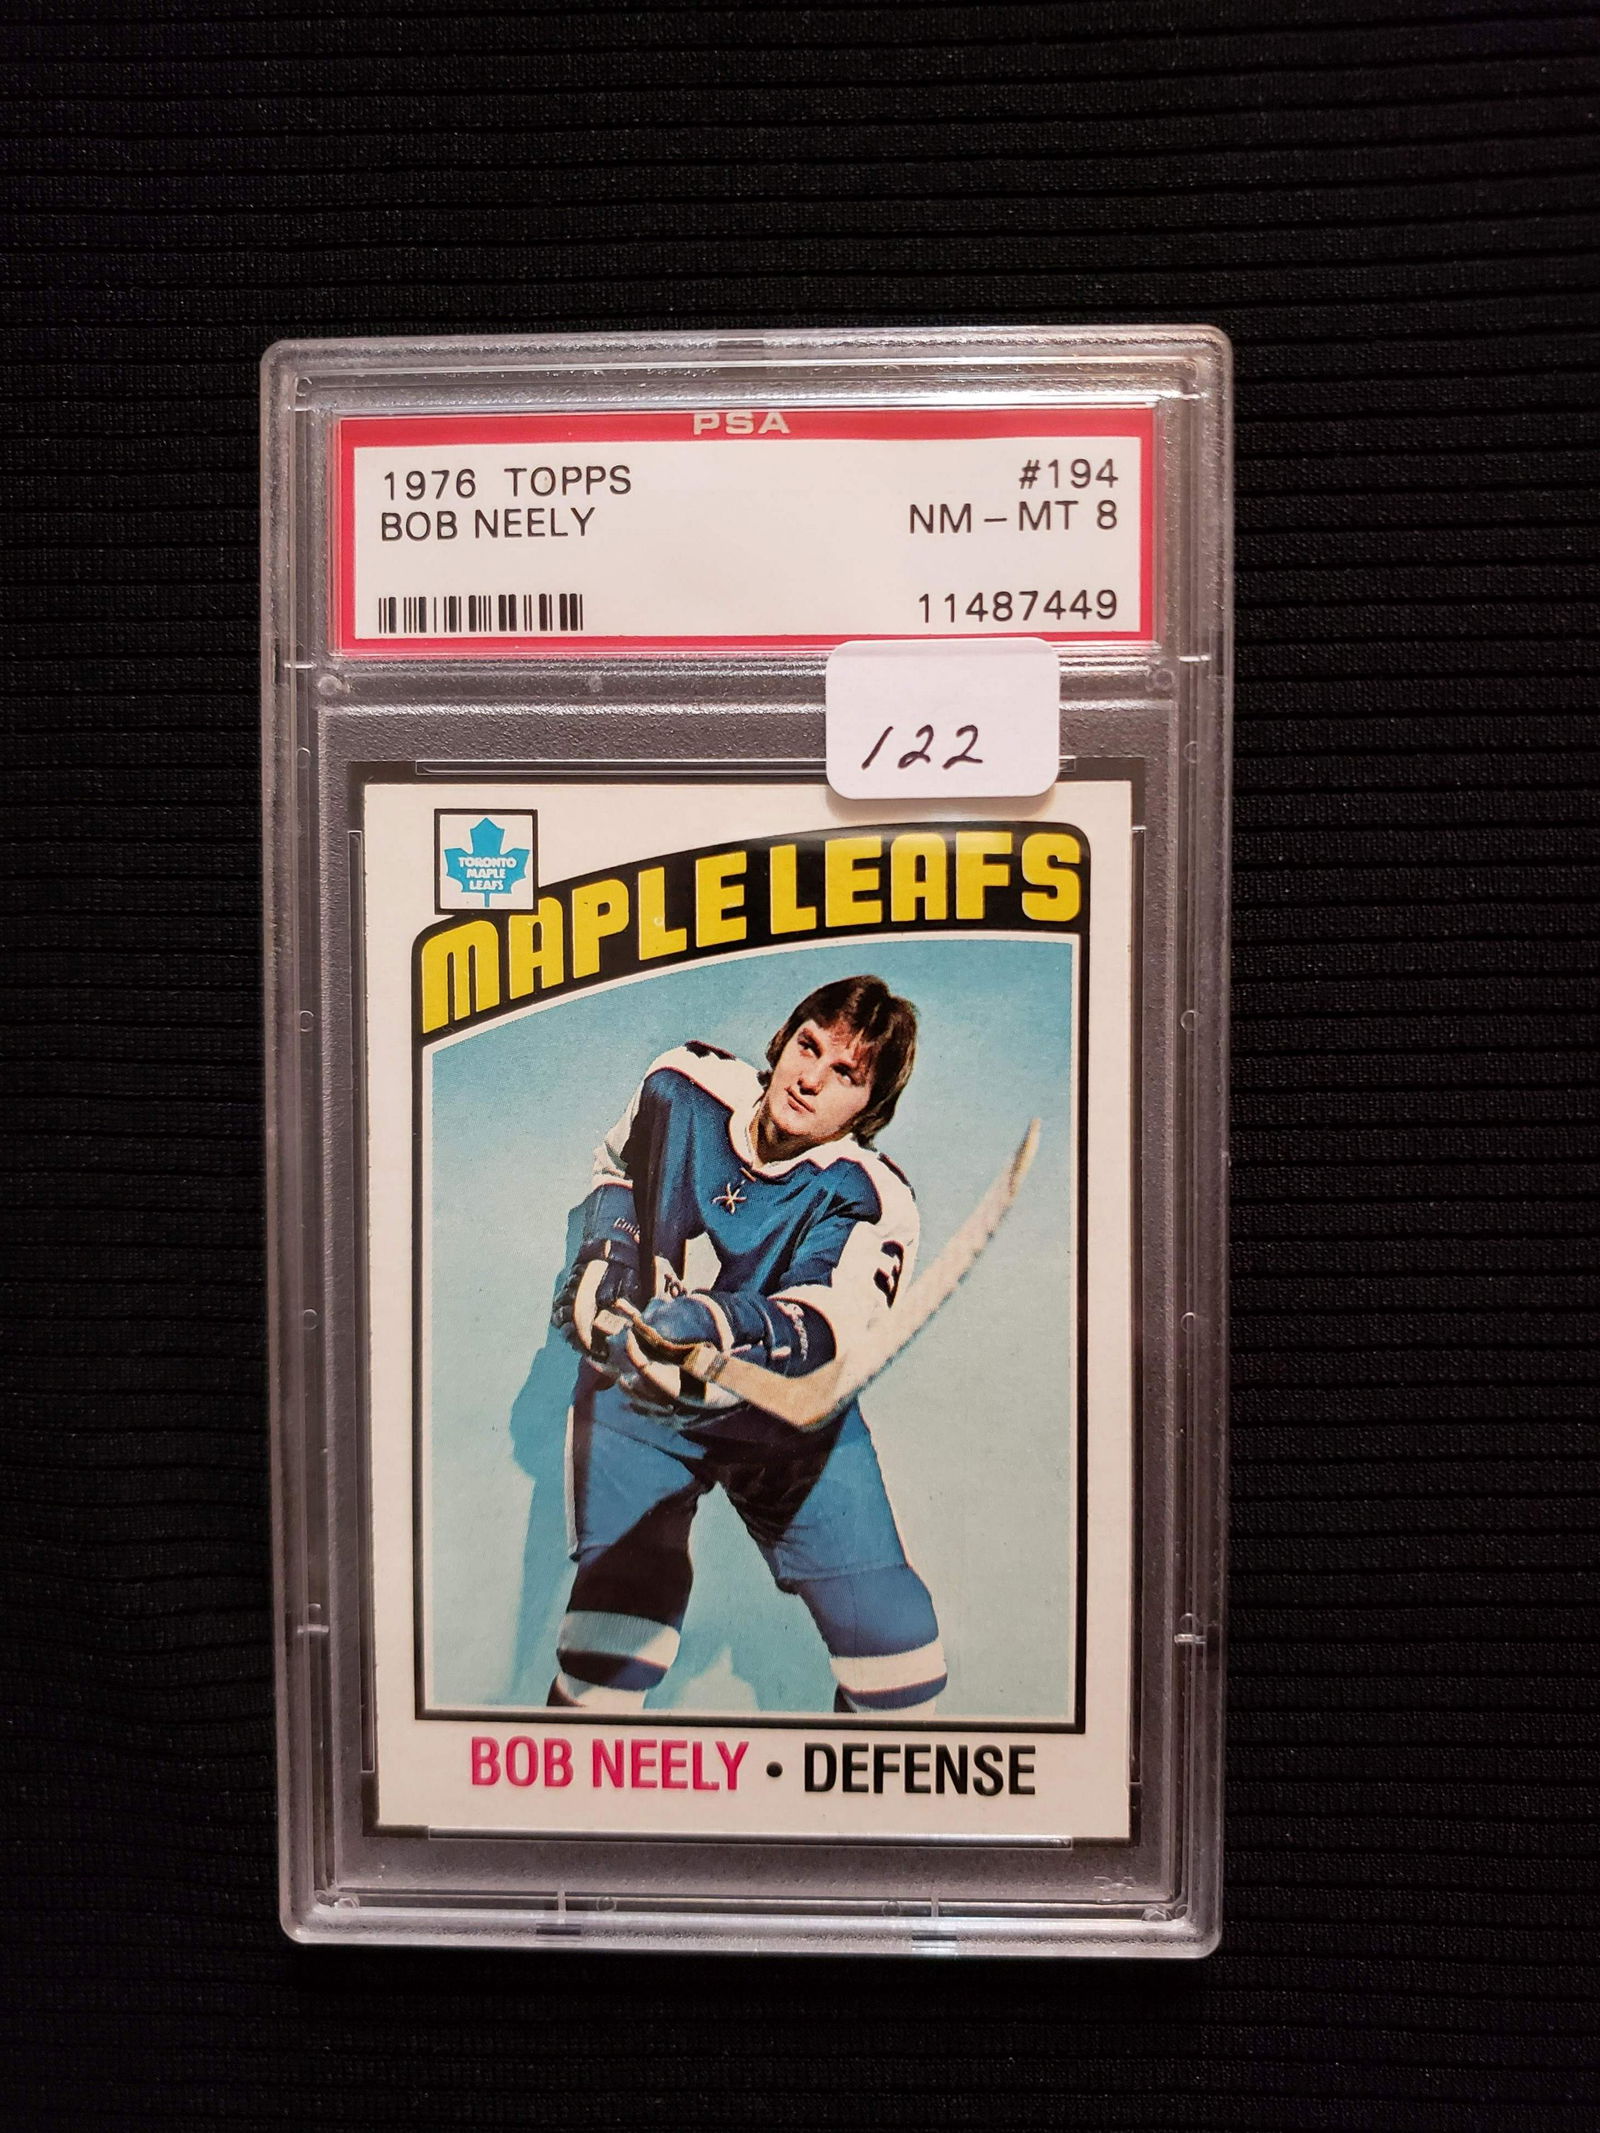 PSA
1976 TOPPS #194
BOB NEELY NM-MT 8
11487449
122
TORONTO
MAPLE
LEAFS
MAPLE LEAFS
BOB NEELY • DEFENSE